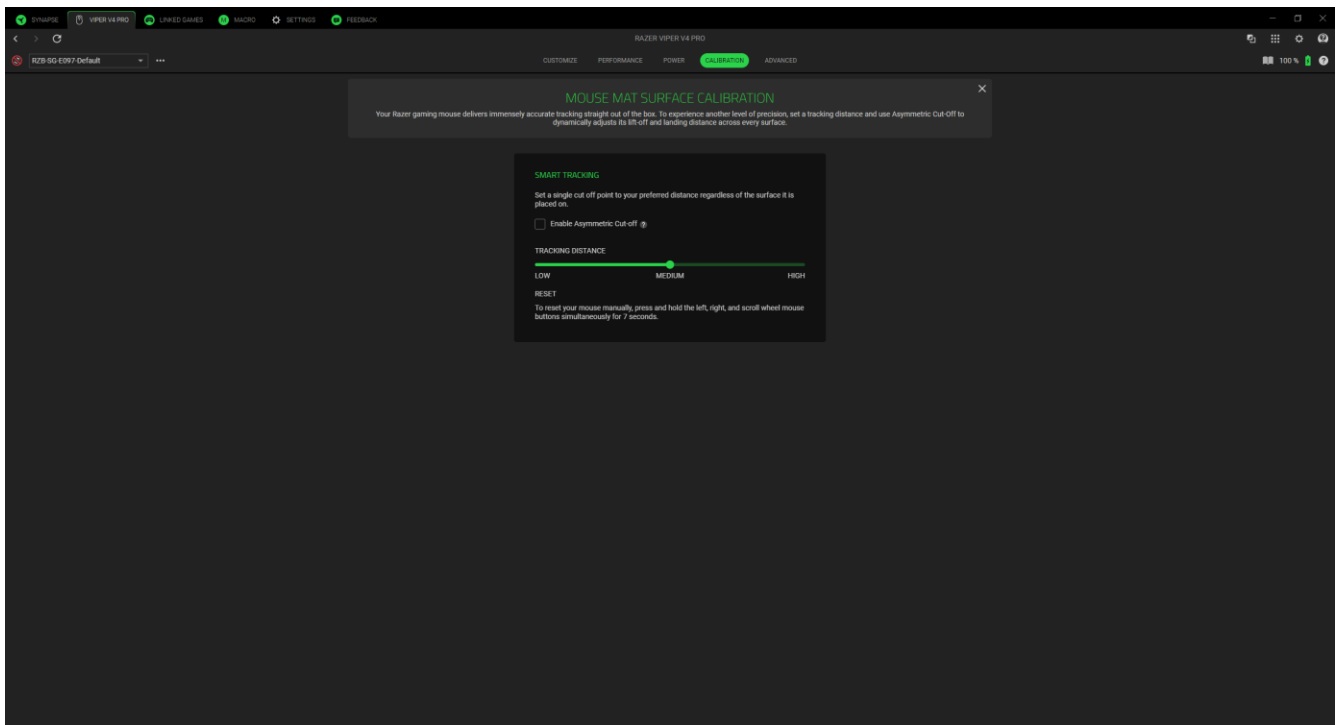 SYNAPSE VIPER V4 PRO LINKED GAMES MACRO SETTINGS FEEDBACK
RAZER VIPER V4 PRO
RZB-SG-E097-Default CUSTOMIZE PERFORMANCE POWER CALIBRATION ADVANCED 100 %
MOUSE MAT SURFACE CALIBRATION
Your Razer gaming mouse delivers immensely accurate tracking straight out of the box. To experience another level of precision, set a tracking distance and use Asymmetric Cut-Off to
dynamically adjusts its lift-off and landing distance across every surface.
SMART TRACKING
Set a single cut off point to your preferred distance regardless of the surface it is
placed on.
Enable Asymmetric Cut-off ?
TRACKING DISTANCE
LOW MEDIUM HIGH
RESET
To reset your mouse manually, press and hold the left, right, and scroll wheel mouse
buttons simultaneously for 7 seconds.